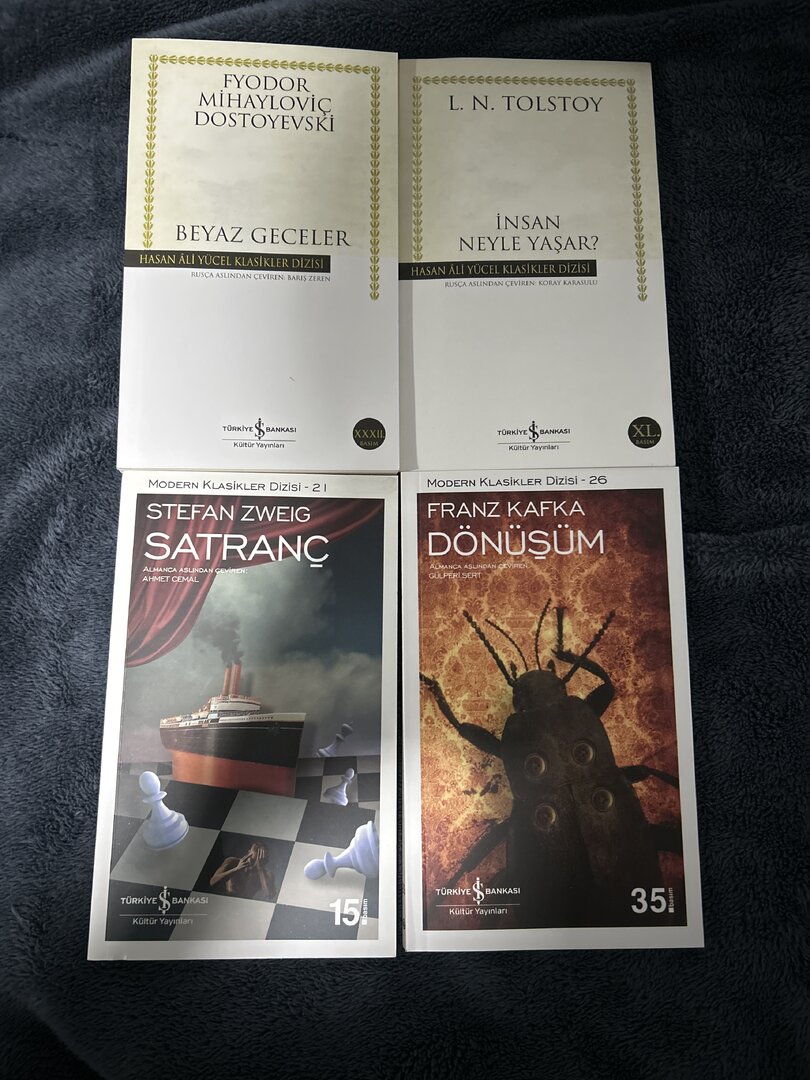 FYODOR
MİHAYLOVİÇ
DOSTOYEVSKİ
BEYAZ GECELER
HASAN ÂLİ YÜCEL KLASİKLER DİZİSİ
RUSÇA ASLINDAN ÇEVİREN: BARIŞ ZEREN
TÜRKİYE İŞ BANKASI
Kültür Yayınları
XXXII.
BASIM
L. N. TOLSTOY
İNSAN
NEYLE YAŞAR?
HASAN ÂLİ YÜCEL KLASİKLER DİZİSİ
RUSÇA ASLINDAN ÇEVİREN: KORAY KARASULU
TÜRKİYE İŞ BANKASI
Kültür Yayınları
XL.
BASIM
MODERN KLASİKLER DİZİSİ - 21
STEFAN ZWEIG
SATRANÇ
ALMANCA ASLINDAN ÇEVİREN:
AHMET CEMAL
TÜRKİYE İŞ BANKASI
Kültür Yayınları
15.
basım
MODERN KLASİKLER DİZİSİ - 26
FRANZ KAFKA
DÖNÜŞÜM
ALMANCA ASLINDAN ÇEVİREN:
GÜLPERİ SERT
TÜRKİYE İŞ BANKASI
Kültür Yayınları
35.
basım